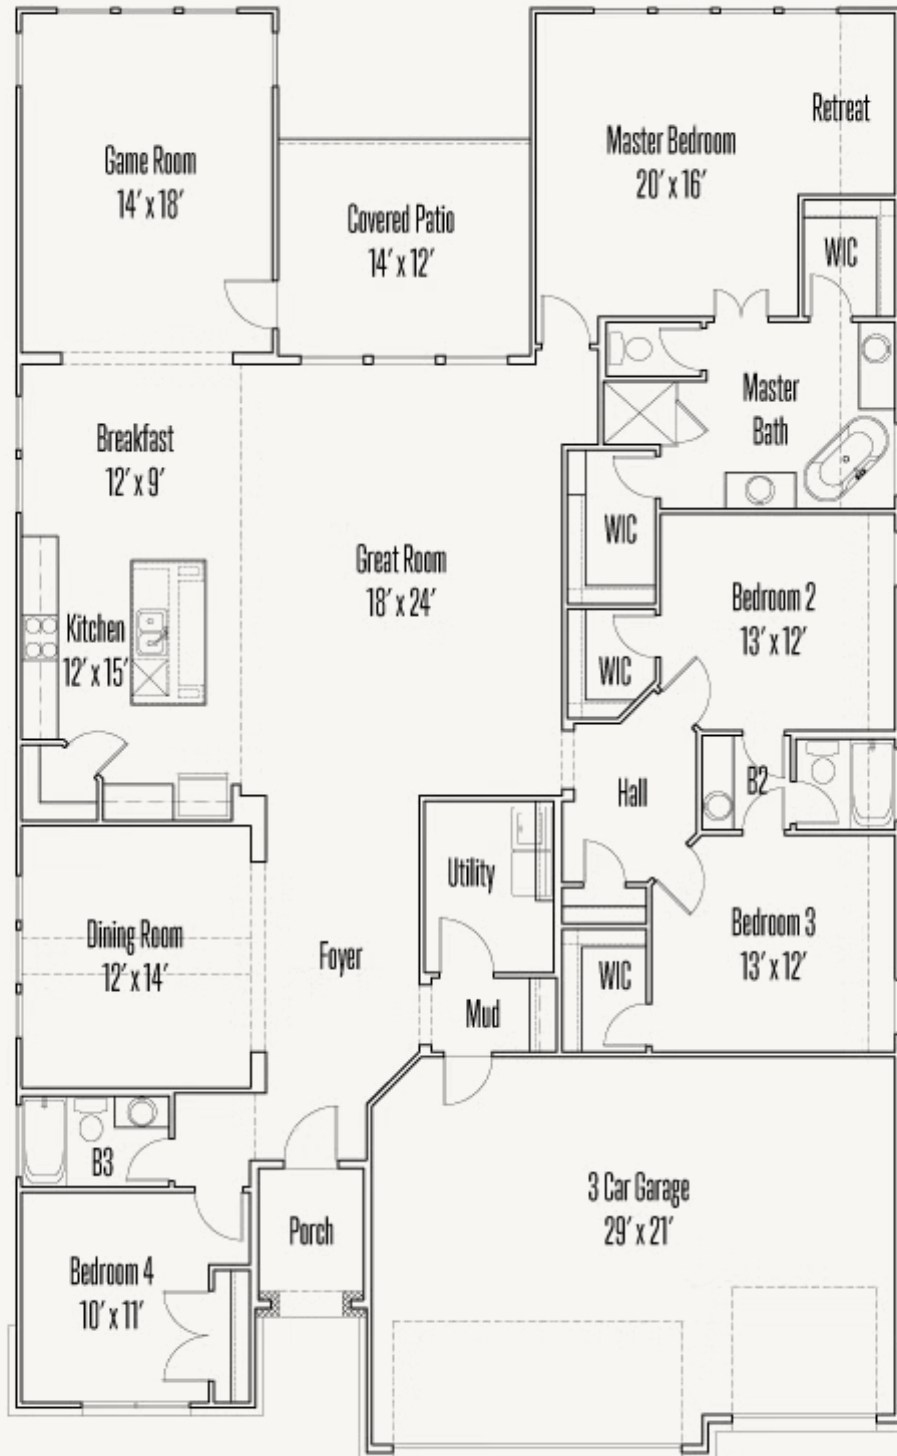 Game Room
14′ x 18′
Covered Patio
14′ x 12′
Master Bedroom
20′ x 16′
Retreat
WIC
Breakfast
12′ x 9′
Master
Bath
Great Room
18′ x 24′
WIC
Kitchen
12′ x 15′
Bedroom 2
13′ x 12′
WIC
Hall
B2
Utility
Dining Room
12′ x 14′
Foyer
Bedroom 3
13′ x 12′
WIC
Mud
B3
3 Car Garage
29′ x 21′
Porch
Bedroom 4
10′ x 11′